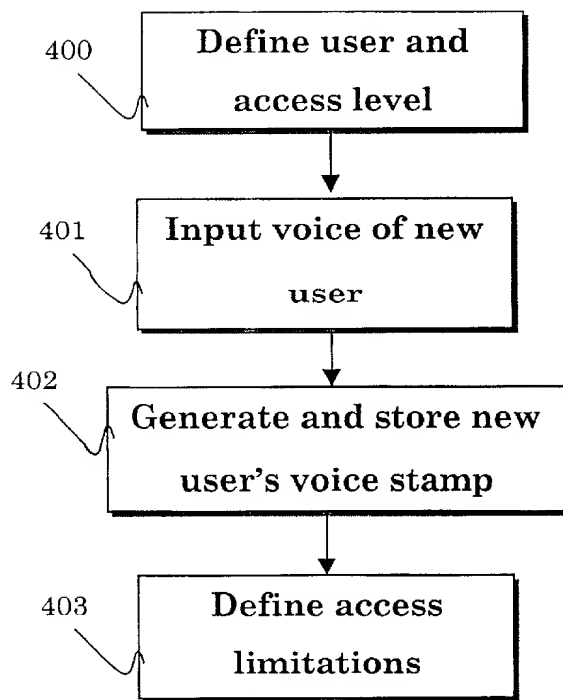 400
Define user and
access level
401
Input voice of new
user
402
Generate and store new
user's voice stamp
403
Define access
limitations